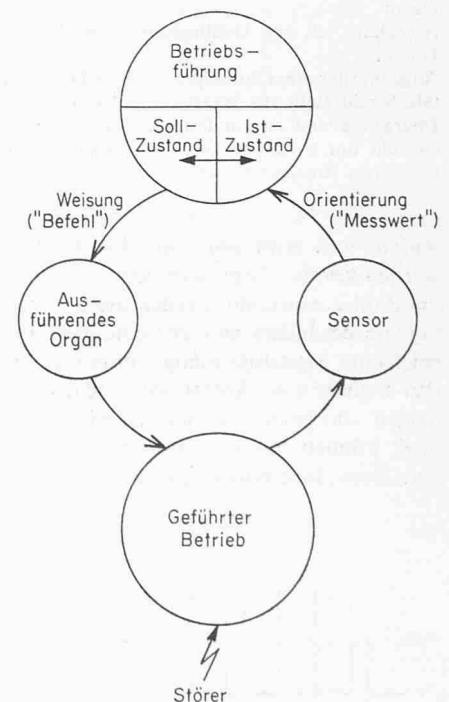 Betriebs-
führung
Soll-
Zustand
Ist-
Zustand
Weisung
("Befehl")
Orientierung
("Messwert")
Aus-
führendes
Organ
Sensor
Geführter
Betrieb
Störer